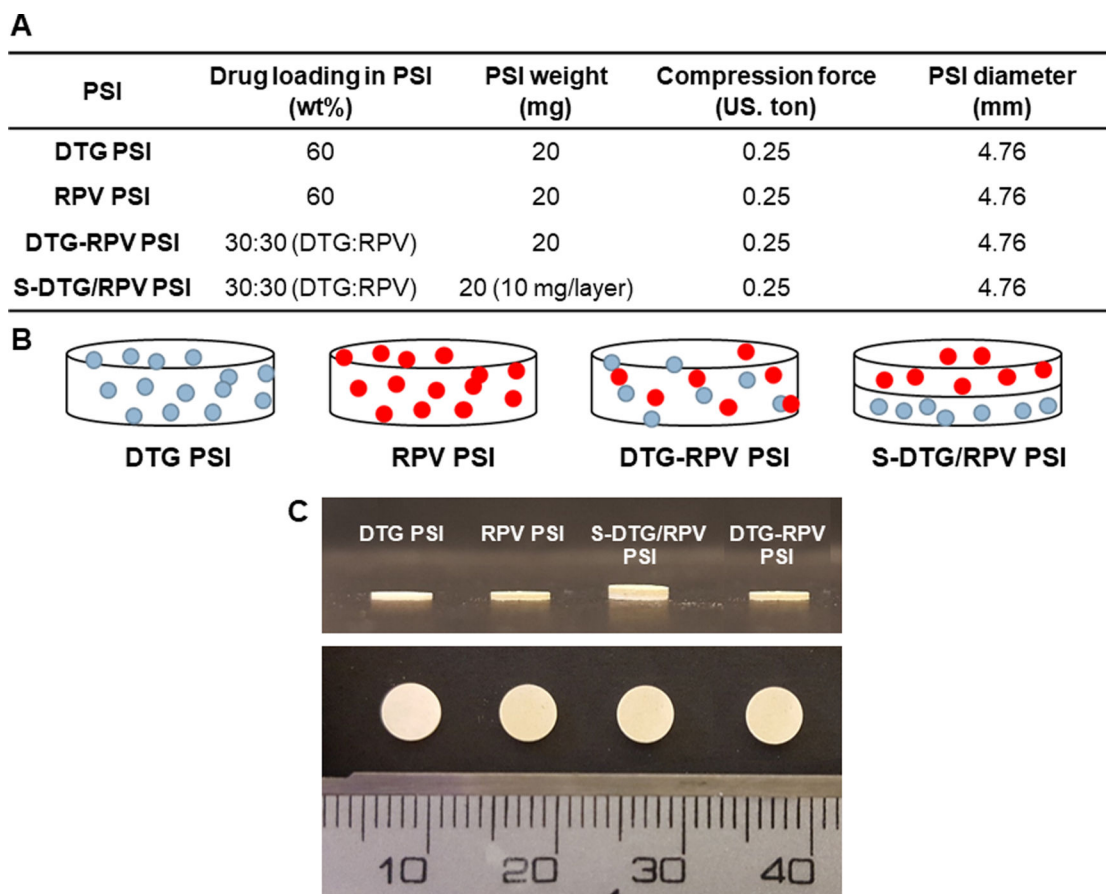 A
PSI Drug loading in PSI (wt%) PSI weight (mg) Compression force (US. ton) PSI diameter (mm)
DTG PSI 60 20 0.25 4.76
RPV PSI 60 20 0.25 4.76
DTG-RPV PSI 30:30 (DTG:RPV) 20 0.25 4.76
S-DTG/RPV PSI 30:30 (DTG:RPV) 20 (10 mg/layer) 0.25 4.76
B
DTG PSI RPV PSI DTG-RPV PSI S-DTG/RPV PSI
C
DTG PSI RPV PSI S-DTG/RPV PSI DTG-RPV PSI
10 20 30 40